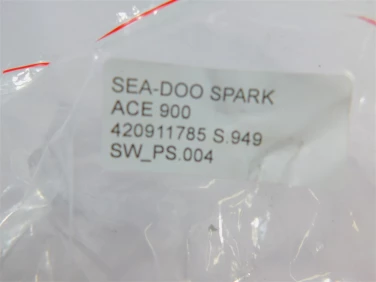 SEA-DOO SPARK
ACE 900
420911785 S.949
SW_PS.004